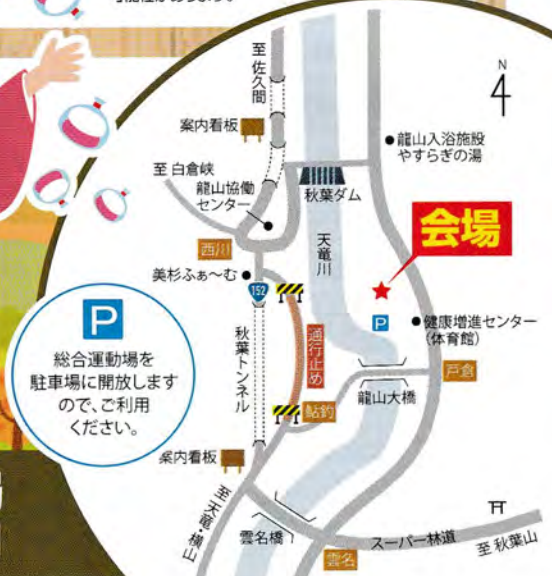 N
至佐久間
案内看板
至 白倉峡
龍山協働
センター
秋葉ダム
龍山入浴施設
やすらぎの湯
西川
天竜川
会場
美杉ふぁ〜む
152
P
健康増進センター
(体育館)
P
総合運動場を
駐車場に開放します
ので、ご利用
ください。
秋葉トンネル
通行止め
戸倉
龍山大橋
鮎釣
案内看板
至天竜・横山
雲名橋
スーパー林道
至 秋葉山
雲名